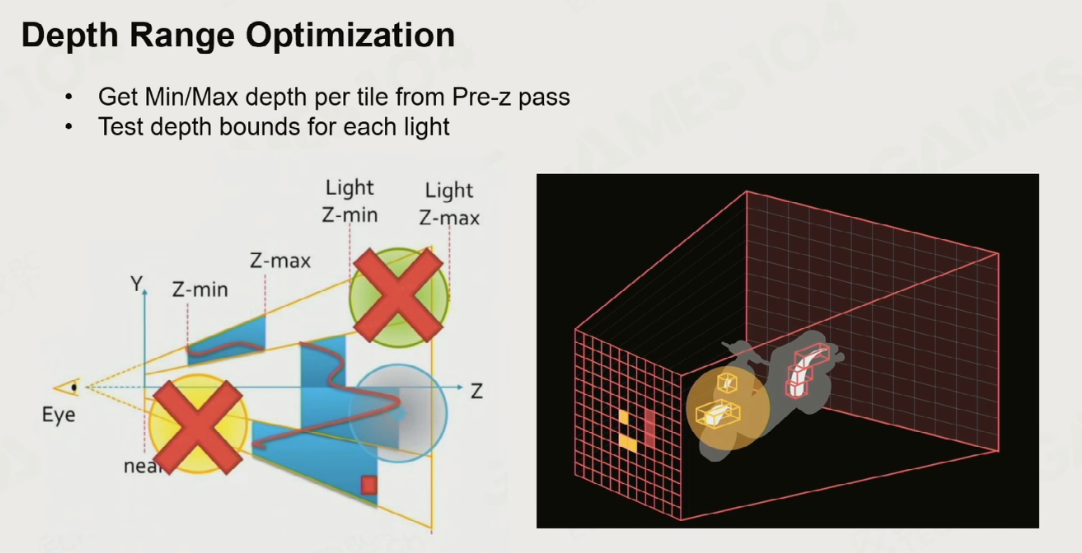 Depth Range Optimization
• Get Min/Max depth per tile from Pre-z pass
• Test depth bounds for each light
Light
Z-min
Light
Z-max
Z-max
Z-min
Y
Z
Eye
near
GAMES104